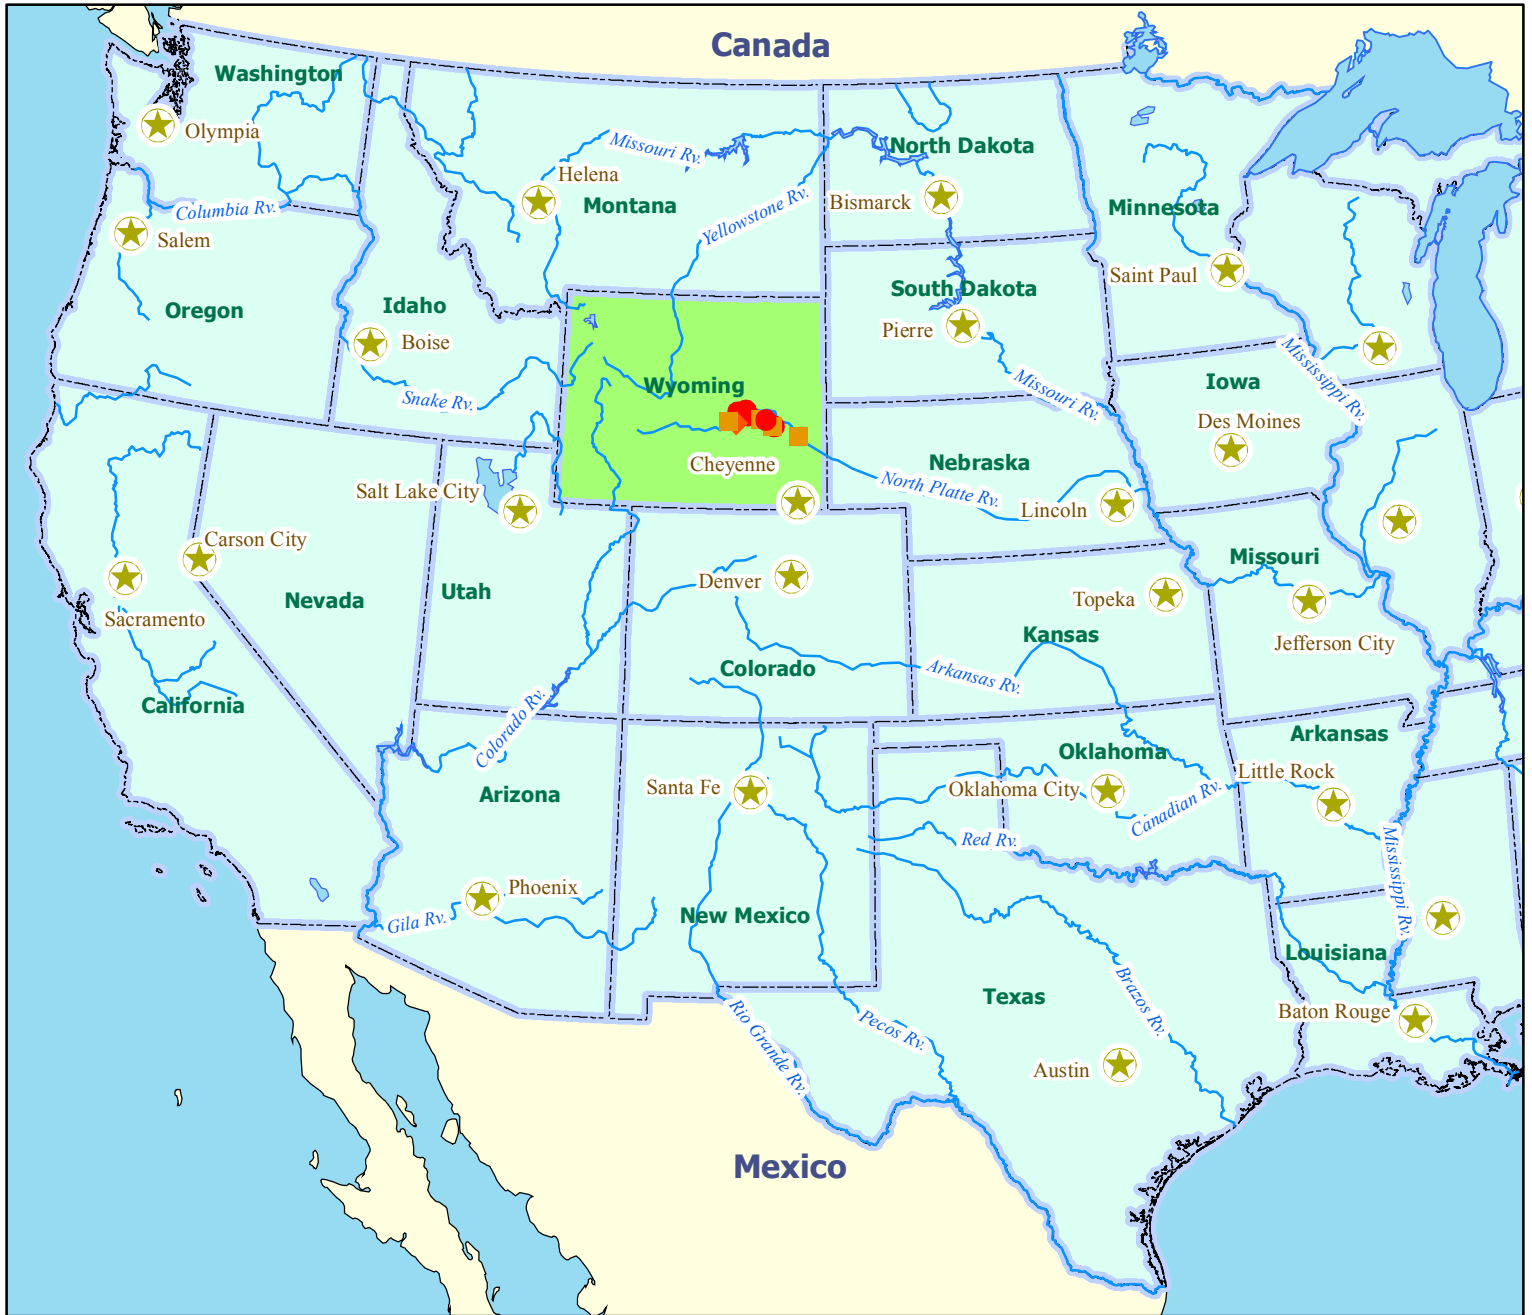 Canada
Washington
Olympia
Missouri Rv.
North Dakota
Helena
Montana
Bismarck
Minnesota
Columbia Rv.
Yellowstone Rv.
Salem
Saint Paul
South Dakota
Oregon
Idaho
Pierre
Boise
Mississippi Rv.
Wyoming
Iowa
Snake Rv.
Missouri Rv.
Des Moines
Cheyenne
Nebraska
Salt Lake City
North Platte Rv.
Lincoln
Carson City
Missouri
Denver
Utah
Nevada
Topeka
Sacramento
Kansas
Jefferson City
Colorado
Arkansas Rv.
California
Colorado Rv.
Arkansas
Oklahoma
Little Rock
Santa Fe
Oklahoma City
Arizona
Canadian Rv.
Red Rv.
Mississippi Rv.
Phoenix
Gila Rv.
New Mexico
Louisiana
Texas
Brazos Rv.
Baton Rouge
Rio Grande Rv.
Pecos Rv.
Austin
Mexico